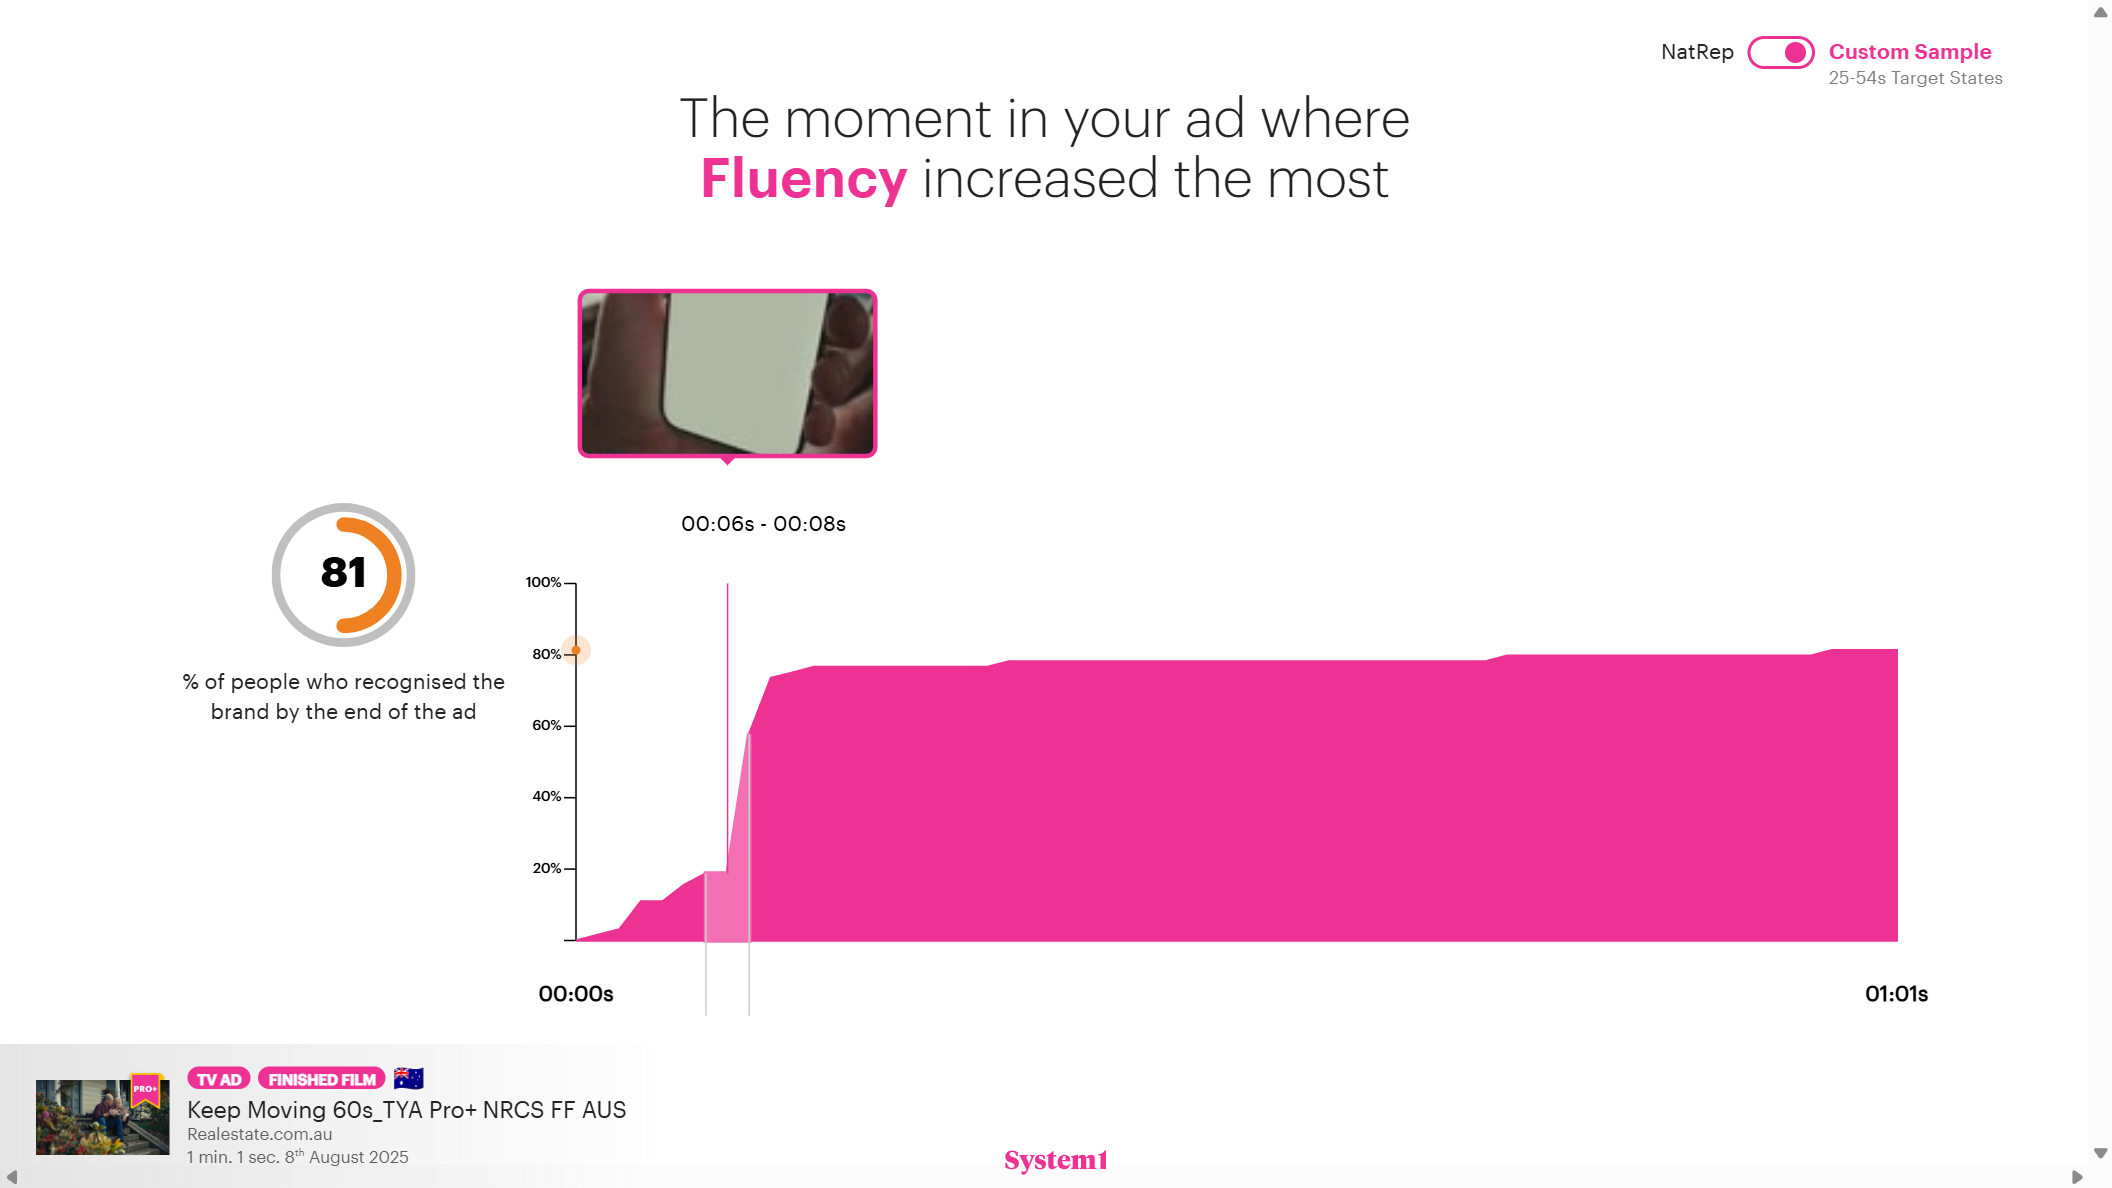 NatRep
Custom Sample
25-54s Target States
The moment in your ad where
Fluency increased the most
00:06s - 00:08s
81
% of people who recognised the
brand by the end of the ad
100%
80%
60%
40%
20%
00:00s
01:01s
PRO+
TV AD
FINISHED FILM
Keep Moving 60s_TYA Pro+ NRCS FF AUS
Realestate.com.au
1 min. 1 sec. 8th August 2025
System1